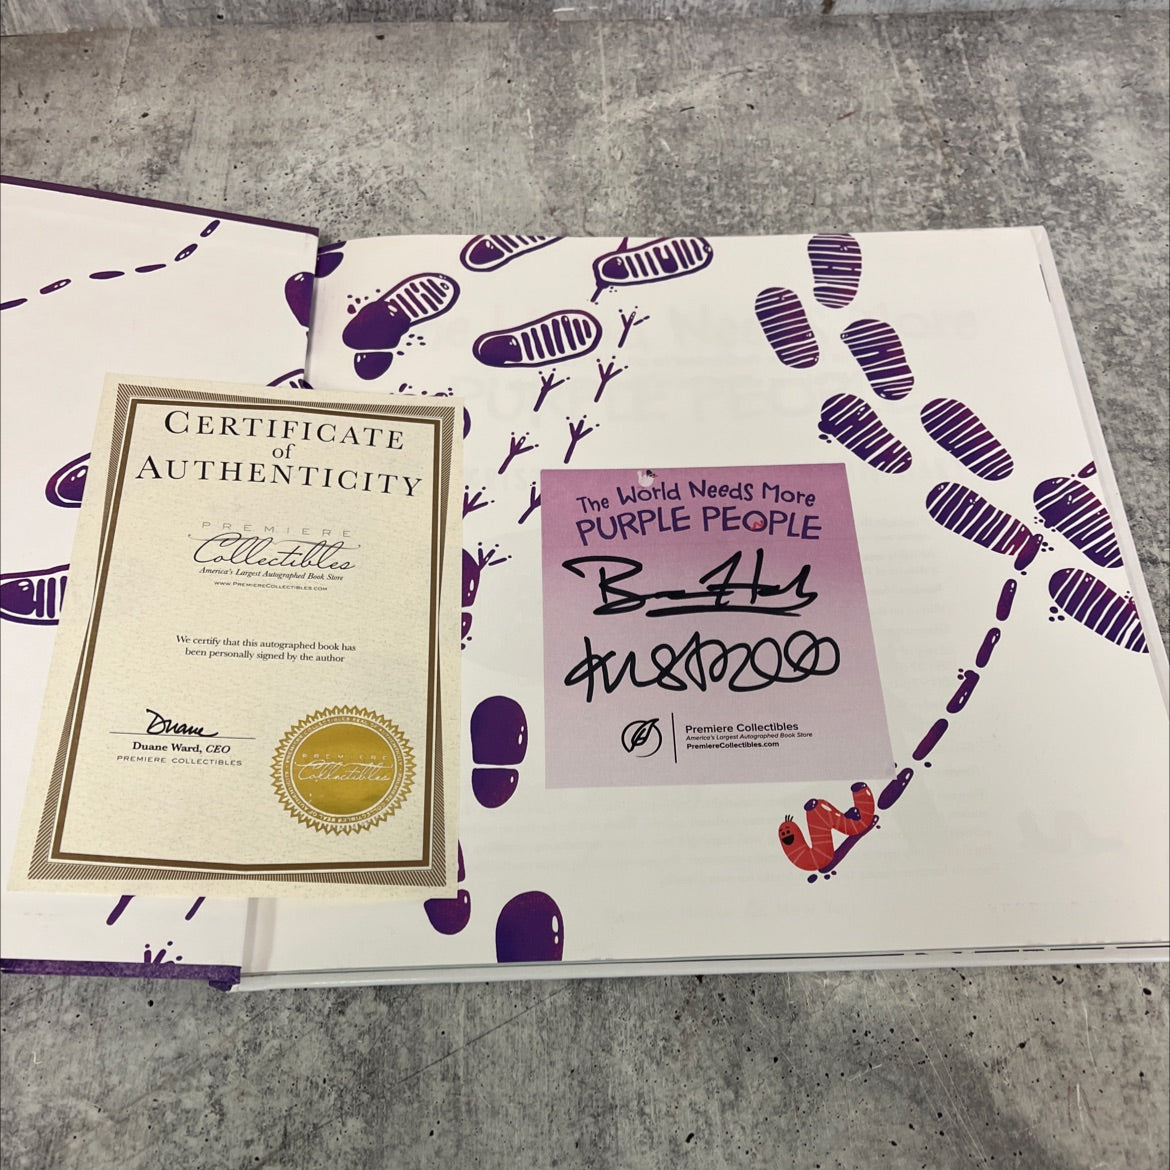 CERTIFICATE
of
AUTHENTICITY
PREMIERE
Collectibles
America's Largest Autographed Book Store
www.PremiereCollectibles.com
We certify that this autographed book has
been personally signed by the author
Duane
Duane Ward, CEO
PREMIERE COLLECTIBLES
PREMIERE
Collectibles
The World Needs More
PURPLE PEOPLE
Premiere Collectibles
America's Largest Autographed Book Store
PremiereCollectibles.com